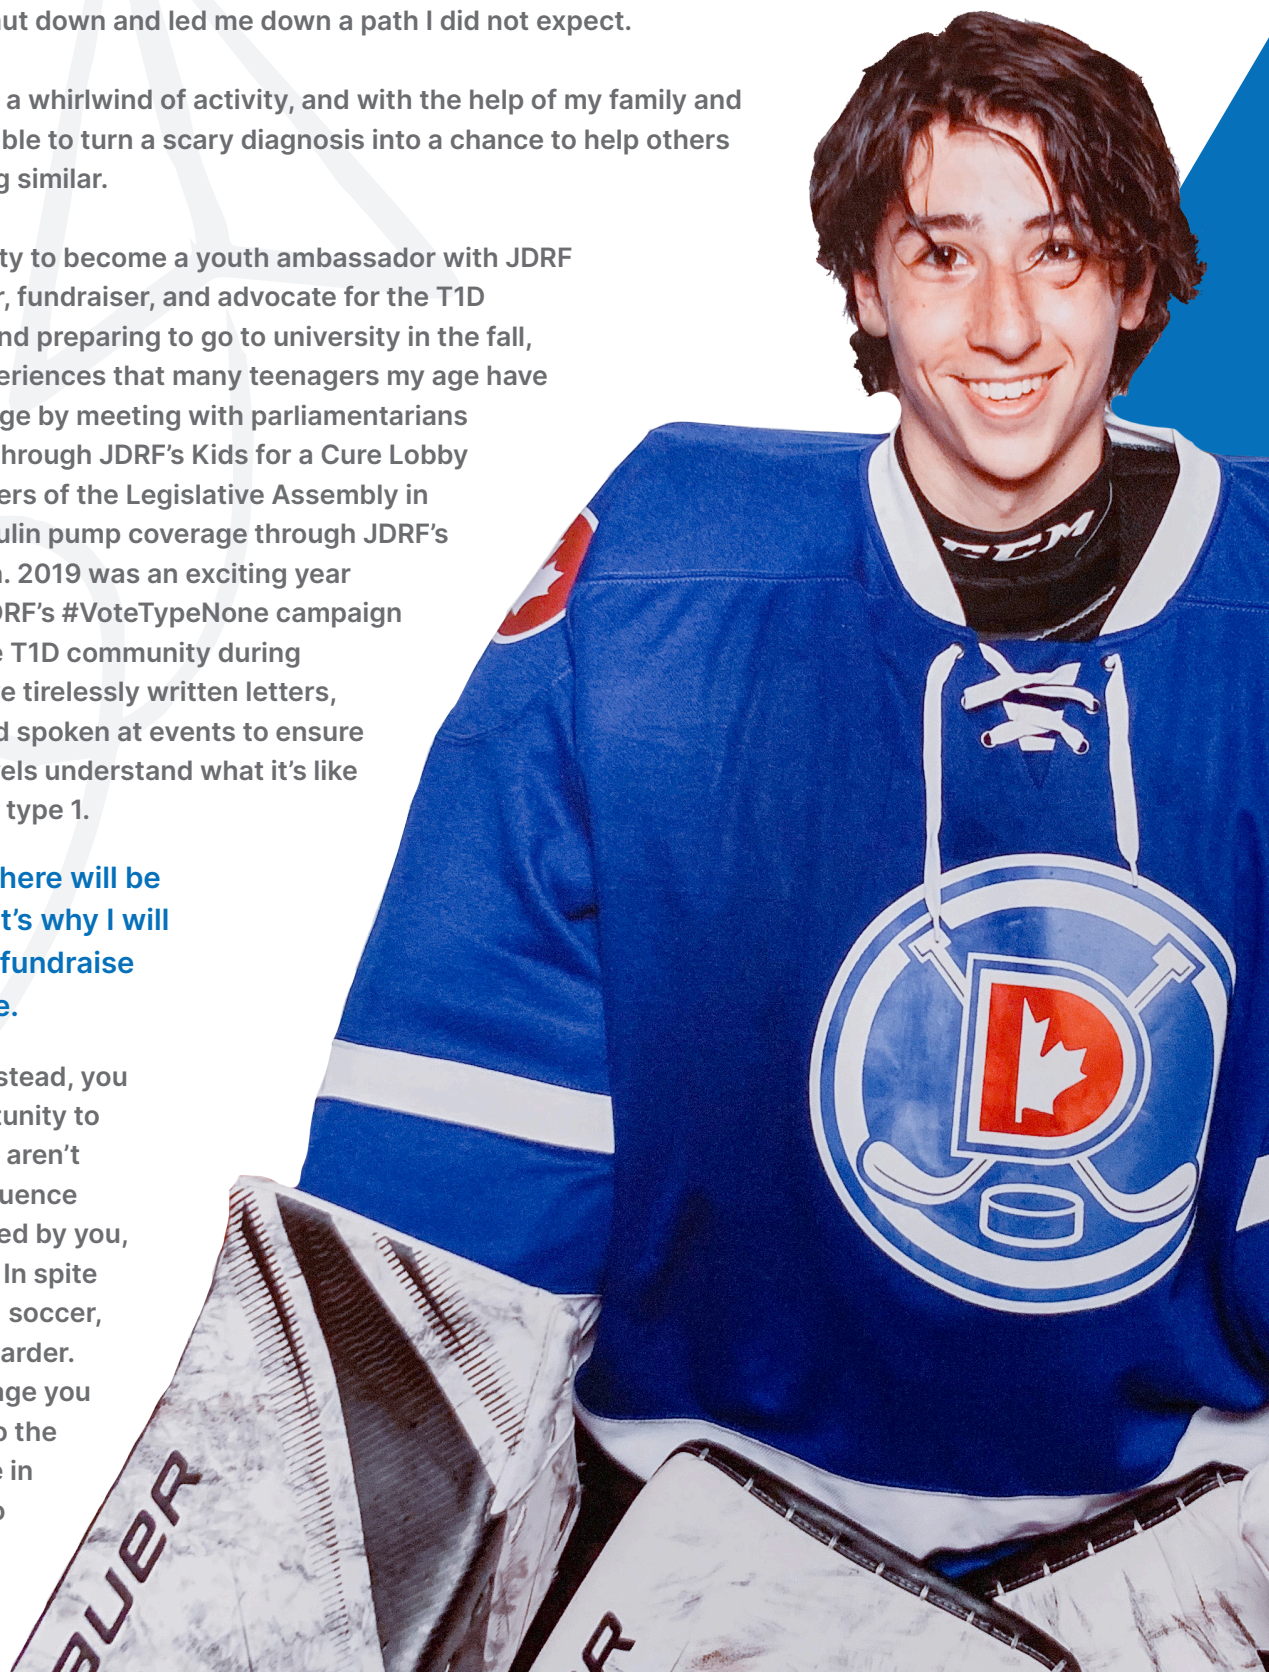 ut down and led me down a path I did not expect.
a whirlwind of activity, and with the help of my family and
ble to turn a scary diagnosis into a chance to help others
g similar.
ty to become a youth ambassador with JDRF
r, fundraiser, and advocate for the T1D
nd preparing to go to university in the fall,
eriences that many teenagers my age have
ge by meeting with parliamentarians
hrough JDRF’s Kids for a Cure Lobby
ers of the Legislative Assembly in
ulin pump coverage through JDRF’s
. 2019 was an exciting year
DRF’s #VoteTypeNone campaign
e T1D community during
e tirelessly written letters,
d spoken at events to ensure
els understand what it’s like
type 1.
here will be
t’s why I will
fundraise
e.
stead, you
tunity to
aren’t
uence
ed by you,
In spite
soccer,
arder.
age you
o the
e in
o
CCM
D
BAUER
R